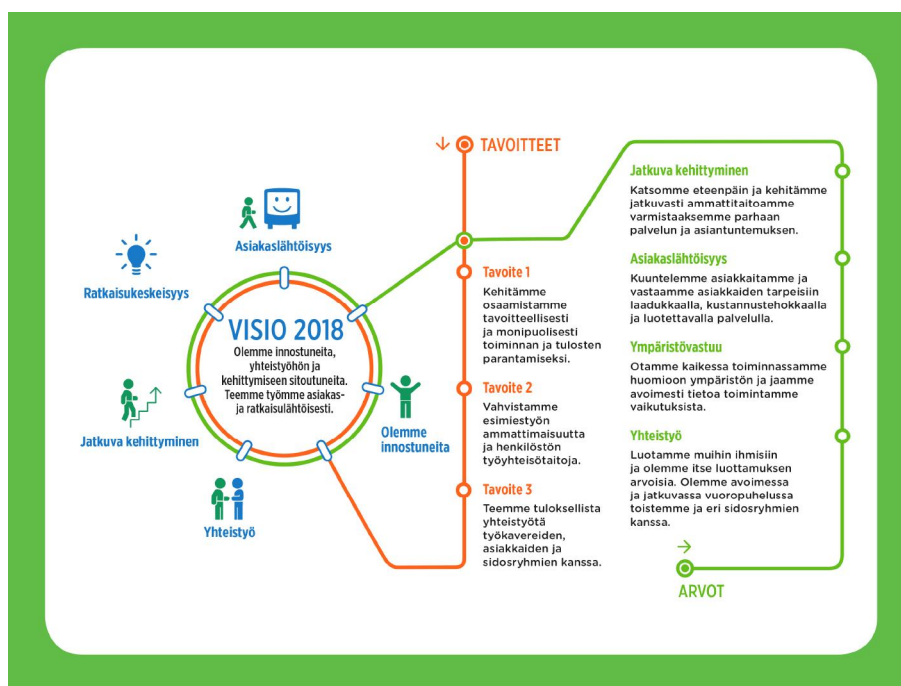 Asiakaslähtöisyys
Ratkaisukeskeisyys
VISIO 2018
Olemme innostuneita,
yhteistyöhön ja
kehittymiseen sitoutuneita.
Teemme työmme asiakas-
ja ratkaisulähtöisesti.
Jatkuva kehittyminen
Olemme
innostuneita
Yhteistyö
↓ TAVOITTEET
Tavoite 1
Kehitämme
osaamistamme
tavoitteellisesti
ja monipuolisesti
toiminnan ja tulosten
parantamiseksi.
Tavoite 2
Vahvistamme
esimiestyön
ammattimaisuutta
ja henkilöstön
työyhteisötaitoja.
Tavoite 3
Teemme tuloksellista
yhteistyötä
työkavereiden,
asiakkaiden ja
sidosryhmien kanssa.
Jatkuva kehittyminen
Katsomme eteenpäin ja kehitämme
jatkuvasti ammattitaitoamme
varmistaaksemme parhaan
palvelun ja asiantuntemuksen.
Asiakaslähtöisyys
Kuuntelemme asiakkaitamme ja
vastaamme asiakkaiden tarpeisiin
laadukkaalla, kustannustehokkaalla
ja luotettavalla palvelulla.
Ympäristövastuu
Otamme kaikessa toiminnassamme
huomioon ympäristön ja jaamme
avoimesti tietoa toimintamme
vaikutuksista.
Yhteistyö
Luotamme muihin ihmisiin
ja olemme itse luottamuksen
arvoisia. Olemme avoimessa
ja jatkuvassa vuoropuhelussa
toistemme ja eri sidosryhmien
kanssa.
→
ARVOT